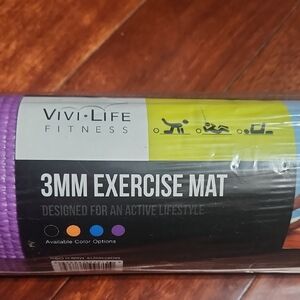 VIVI·LIFE
FITNESS
3MM EXERCISE MAT
DESIGNED FOR AN ACTIVE LIFESTYLE
Available Color Options